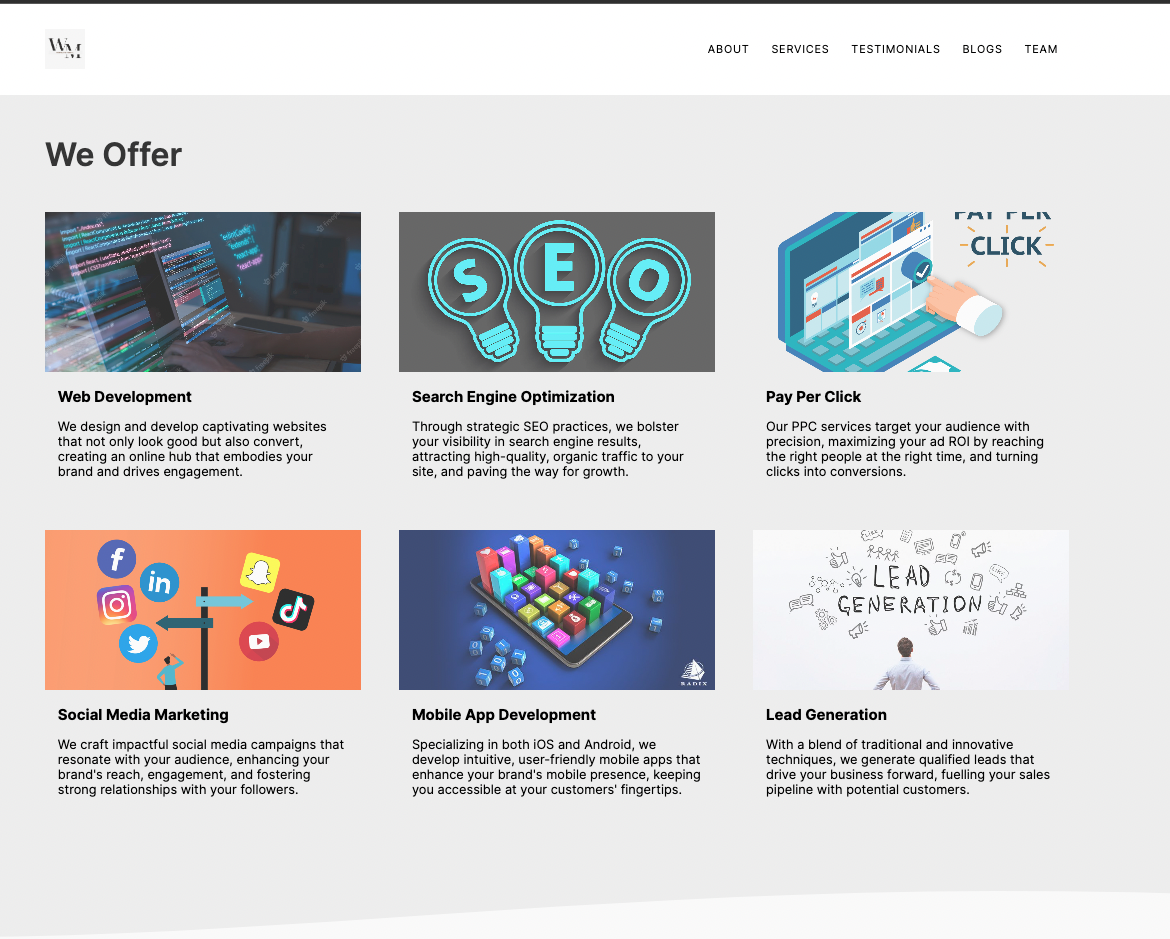 WM
ABOUT SERVICES TESTIMONIALS BLOGS TEAM
We Offer
SEO
PAY PER
CLICK
Web Development
We design and develop captivating websites
that not only look good but also convert,
creating an online hub that embodies your
brand and drives engagement.
Search Engine Optimization
Through strategic SEO practices, we bolster
your visibility in search engine results,
attracting high-quality, organic traffic to your
site, and paving the way for growth.
Pay Per Click
Our PPC services target your audience with
precision, maximizing your ad ROI by reaching
the right people at the right time, and turning
clicks into conversions.
in
LEAD
GENERATION
RADIX
Social Media Marketing
We craft impactful social media campaigns that
resonate with your audience, enhancing your
brand's reach, engagement, and fostering
strong relationships with your followers.
Mobile App Development
Specializing in both iOS and Android, we
develop intuitive, user-friendly mobile apps that
enhance your brand's mobile presence, keeping
you accessible at your customers' fingertips.
Lead Generation
With a blend of traditional and innovative
techniques, we generate qualified leads that
drive your business forward, fuelling your sales
pipeline with potential customers.